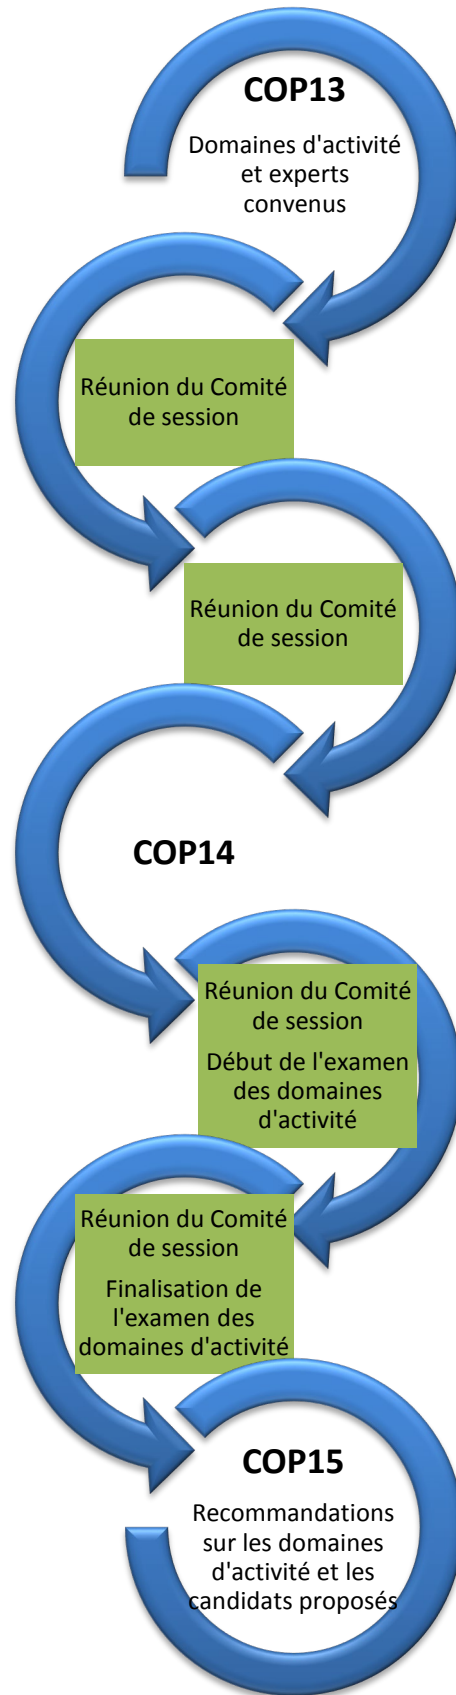 COP13
Domaines d'activité
et experts
convenus
Réunion du Comité
de session
Réunion du Comité
de session
COP14
Réunion du Comité
de session
Début de l'examen
des domaines
d'activité
Réunion du Comité
de session
Finalisation de
l'examen des
domaines d'activité
COP15
Recommandations
sur les domaines
d'activité et les
candidats proposés